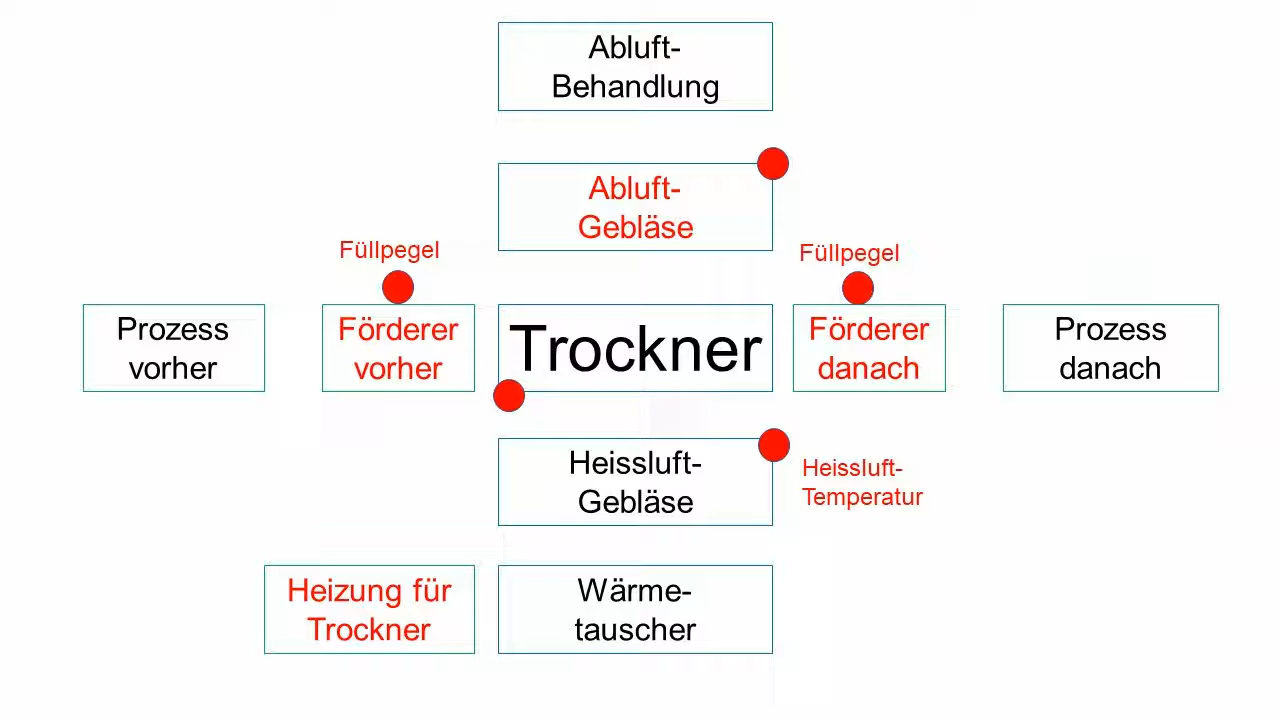 Abluft-
Behandlung
Abluft-
Gebläse
Füllpegel
Füllpegel
Prozess
vorher
Förderer
vorher
Trockner
Förderer
danach
Prozess
danach
Heissluft-
Gebläse
Heissluft-
Temperatur
Heizung für
Trockner
Wärme-
tauscher